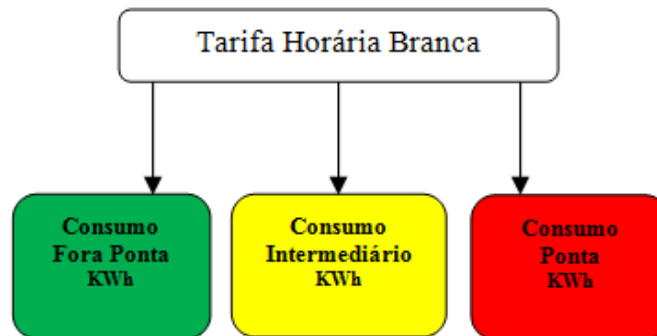 Tarifa Horária Branca
Consumo
Fora Ponta
KWh
Consumo
Intermediário
KWh
Consumo
Ponta
KWh